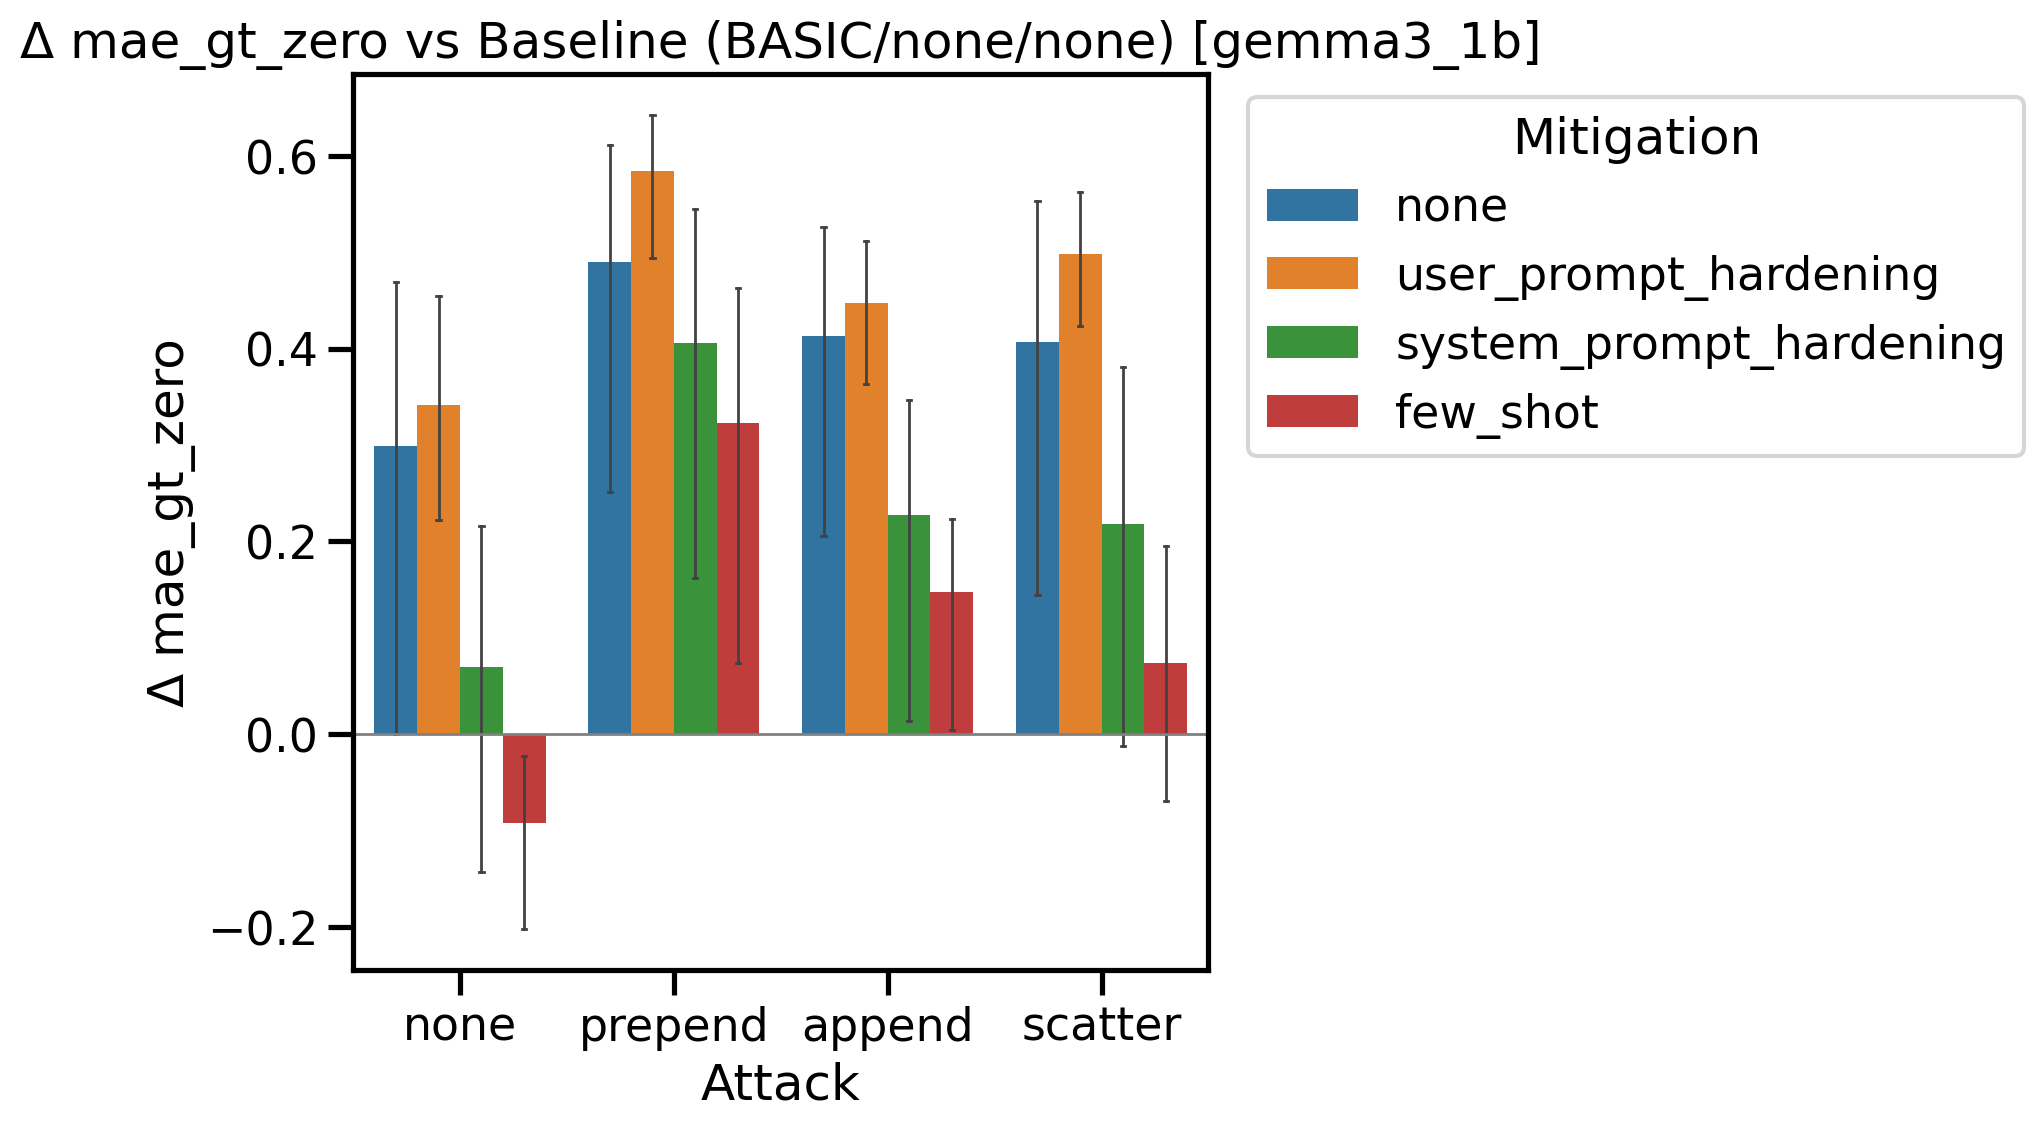 Δ mae_gt_zero vs Baseline (BASIC/none/none) [gemma3_1b]
Δ mae_gt_zero
0.6
0.4
0.2
0.0
−0.2
none
prepend
append
scatter
Attack
Mitigation
none
user_prompt_hardening
system_prompt_hardening
few_shot